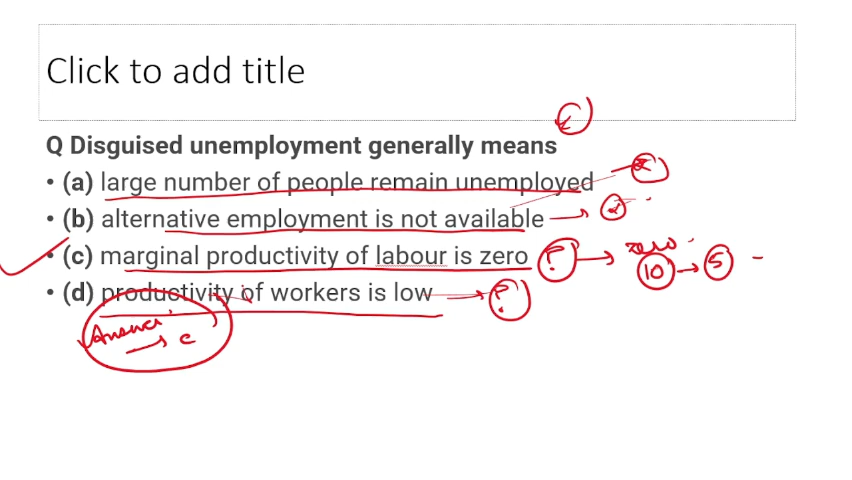 Click to add title
Q Disguised unemployment generally means
• (a) large number of people remain unemployed
• (b) alternative employment is not available
• (c) marginal productivity of labour is zero ? → zero
10 → 5 -
• (d) productivity of workers is low → ?
Answer
→ c